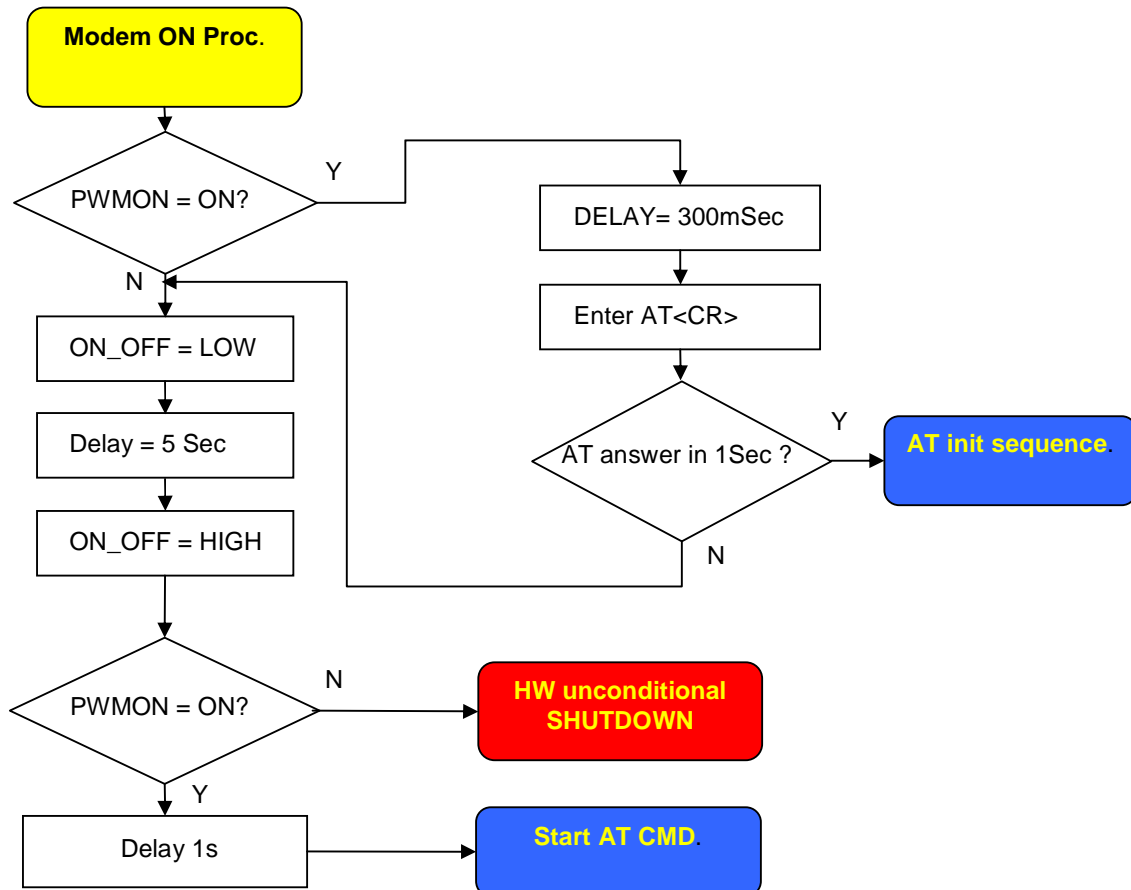 Modem ON Proc.
PWMON = ON?
Y
N
DELAY= 300mSec
Enter AT<CR>
AT answer in 1Sec ?
Y
AT init sequence.
N
ON_OFF = LOW
Delay = 5 Sec
ON_OFF = HIGH
PWMON = ON?
N
HW unconditional
SHUTDOWN
Y
Delay 1s
Start AT CMD.